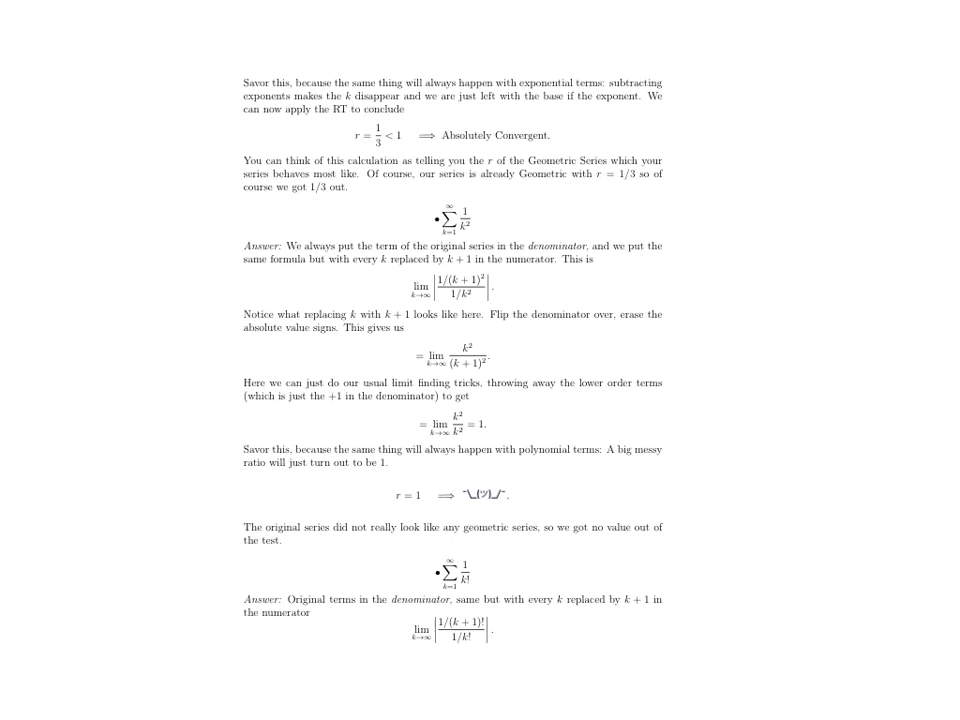 Savor this, because the same thing will always happen with exponential terms: subtracting
exponents makes the k disappear and we are just left with the base if the exponent. We
can now apply the RT to conclude
r = 1/3 < 1 ⟹ Absolutely Convergent.
You can think of this calculation as telling you the r of the Geometric Series which your
series behaves most like. Of course, our series is already Geometric with r = 1/3 so of
course we got 1/3 out.
• ∑_{k=1}^{∞} 1/k²
Answer: We always put the term of the original series in the denominator, and we put the
same formula but with every k replaced by k + 1 in the numerator. This is
lim_{k→∞} | (1/(k + 1)²) / (1/k²) | .
Notice what replacing k with k + 1 looks like here. Flip the denominator over, erase the
absolute value signs. This gives us
= lim_{k→∞} k² / (k + 1)².
Here we can just do our usual limit finding tricks, throwing away the lower order terms
(which is just the +1 in the denominator) to get
= lim_{k→∞} k²/k² = 1.
Savor this, because the same thing will always happen with polynomial terms: A big messy
ratio will just turn out to be 1.
r = 1 ⟹ ¯\_(ツ)_/¯.
The original series did not really look like any geometric series, so we got no value out of
the test.
• ∑_{k=1}^{∞} 1/k!
Answer: Original terms in the denominator, same but with every k replaced by k + 1 in
the numerator
lim_{k→∞} | (1/(k + 1)!) / (1/k!) | .